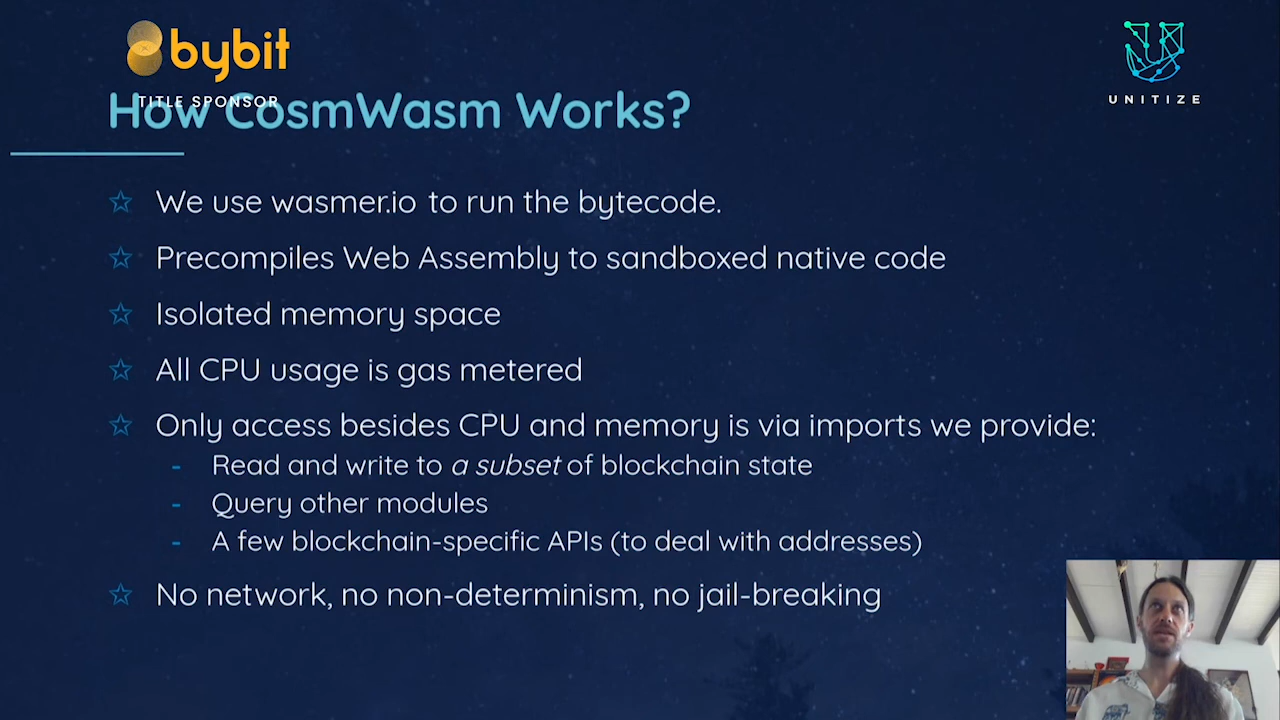 bybit
TITLE SPONSOR
UNITIZE
How CosmWasm Works?
We use wasmer.io to run the bytecode.
Precompiles Web Assembly to sandboxed native code
Isolated memory space
All CPU usage is gas metered
Only access besides CPU and memory is via imports we provide:
- Read and write to a subset of blockchain state
- Query other modules
- A few blockchain-specific APIs (to deal with addresses)
No network, no non-determinism, no jail-breaking